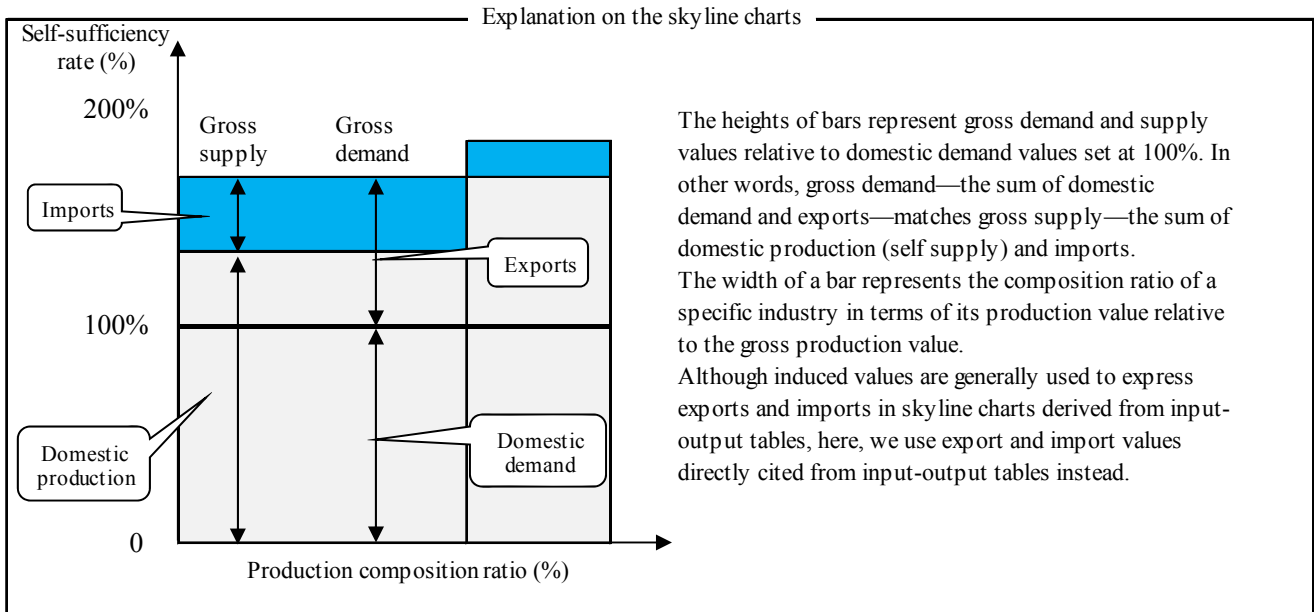 Explanation on the skyline charts
Self-sufficiency
rate (%)
200%
Gross
supply
Gross
demand
Imports
Exports
100%
Domestic
production
Domestic
demand
0
Production composition ratio (%)
The heights of bars represent gross demand and supply
values relative to domestic demand values set at 100%. In
other words, gross demand—the sum of domestic
demand and exports—matches gross supply—the sum of
domestic production (self supply) and imports.
The width of a bar represents the composition ratio of a
specific industry in terms of its production value relative
to the gross production value.
Although induced values are generally used to express
exports and imports in skyline charts derived from input-
output tables, here, we use export and import values
directly cited from input-output tables instead.